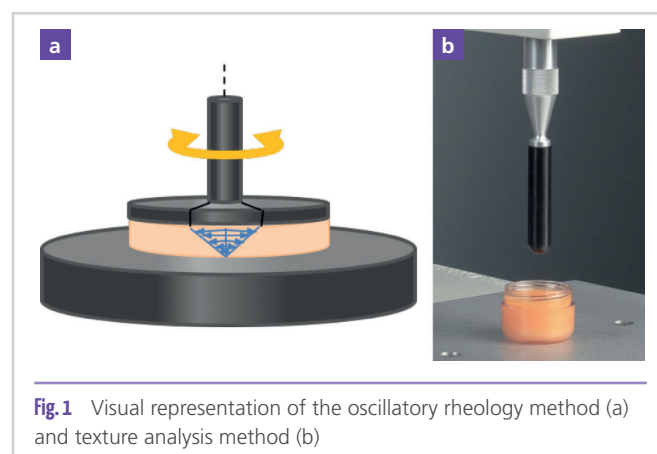 a
b
Fig. 1 Visual representation of the oscillatory rheology method (a)
and texture analysis method (b)